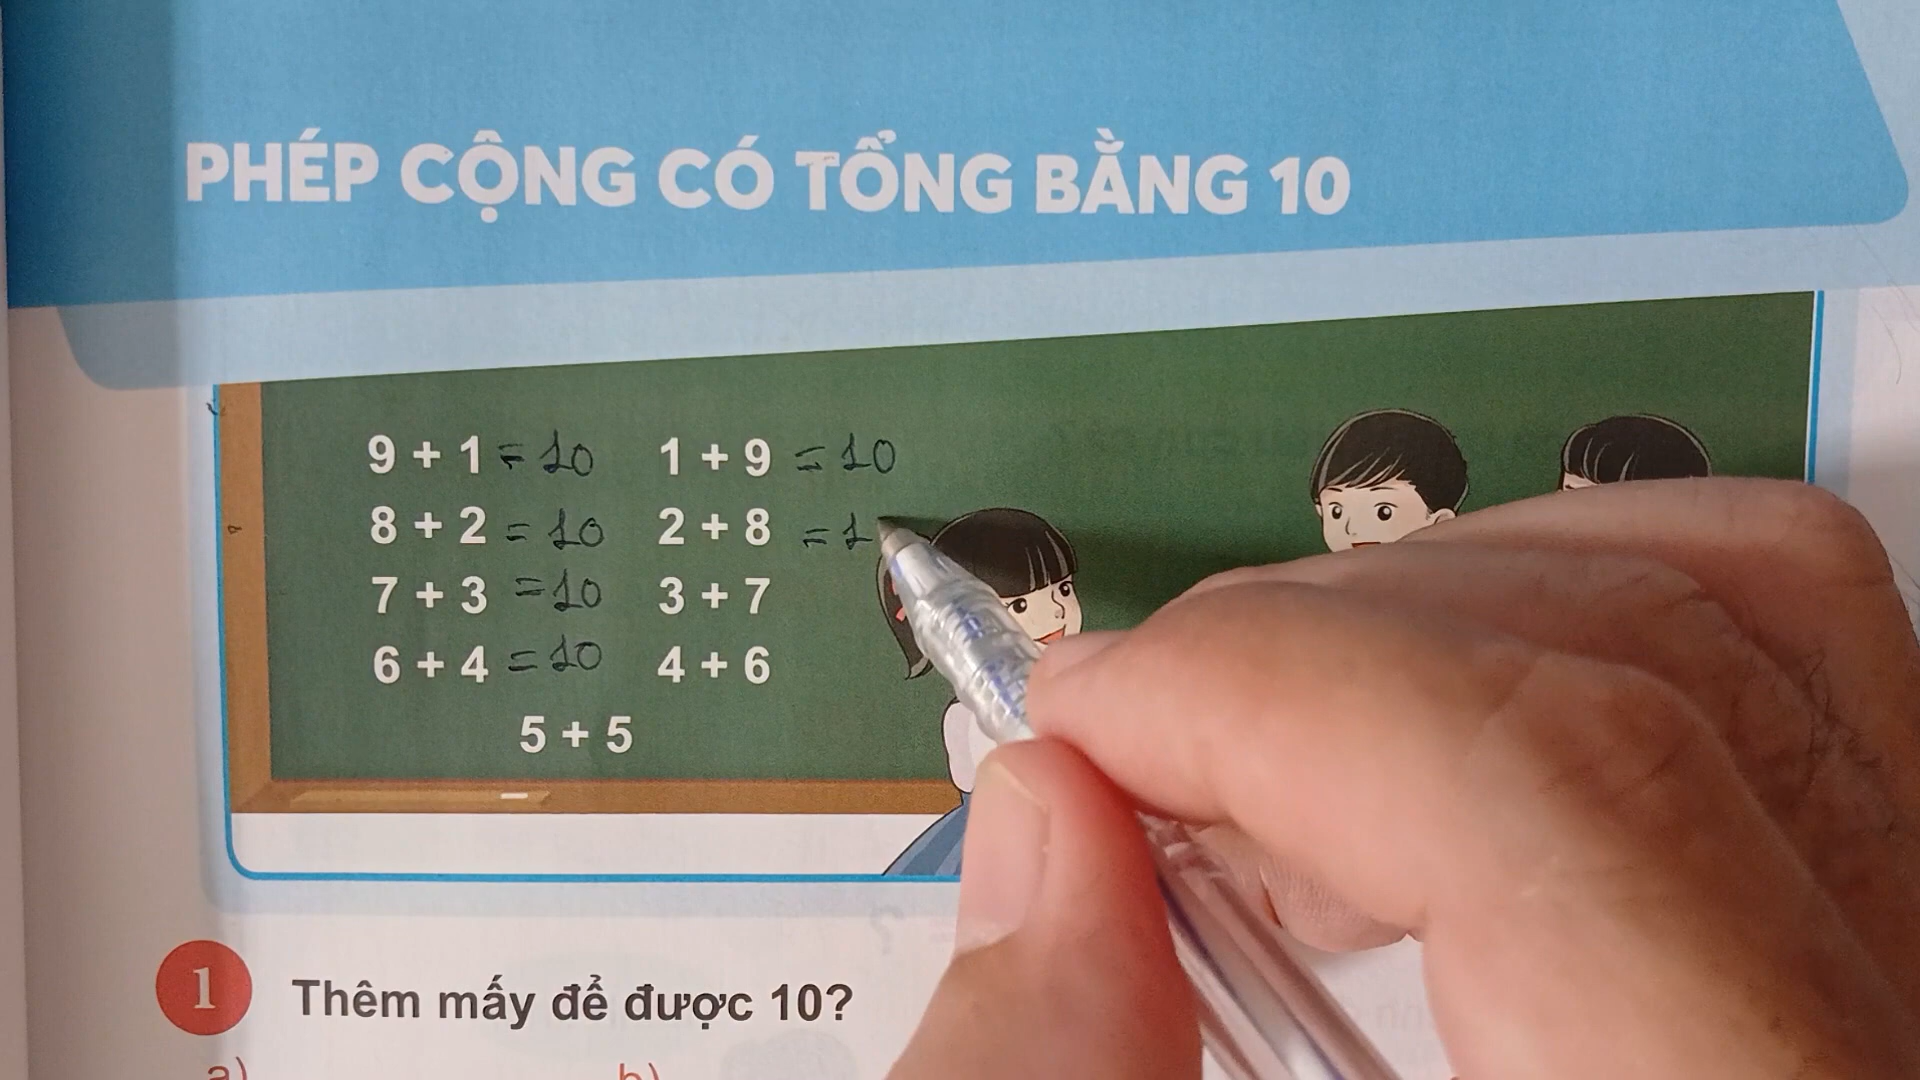 PHÉP CỘNG CÓ TỔNG BẰNG 10
9 + 1 = 10 1 + 9 = 10
8 + 2 = 10 2 + 8 = 1
7 + 3 = 10 3 + 7
6 + 4 = 10 4 + 6
5 + 5
1 Thêm mấy để được 10?
a) b)